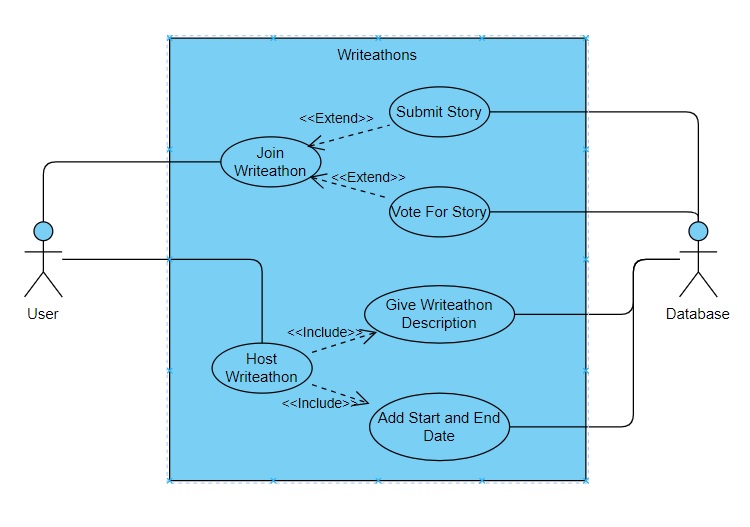 Writeathons
<<Extend>>
Submit Story
Join
Writeathon
<<Extend>>
Vote For Story
User
Database
Give Writeathon
Description
<<Include>>
Host
Writeathon
<<Include>>
Add Start and End
Date